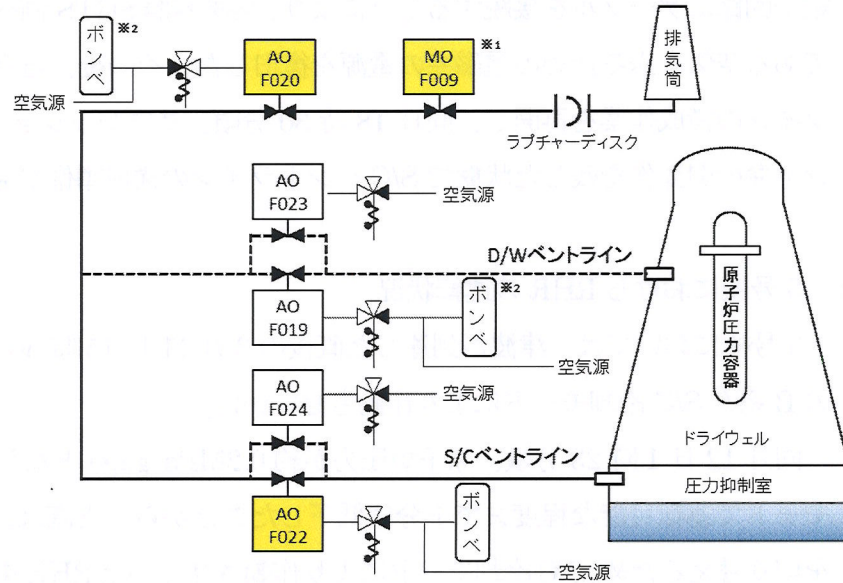 ボンベ
※2
空気源
AO
F020
MO
F009
※1
ラプチャーディスク
排気筒
AO
F023
空気源
D/Wベントライン
AO
F019
ボンベ
※2
空気源
原子炉圧力容器
AO
F024
空気源
ドライウェル
S/Cベントライン
圧力抑制室
AO
F022
ボンベ
空気源